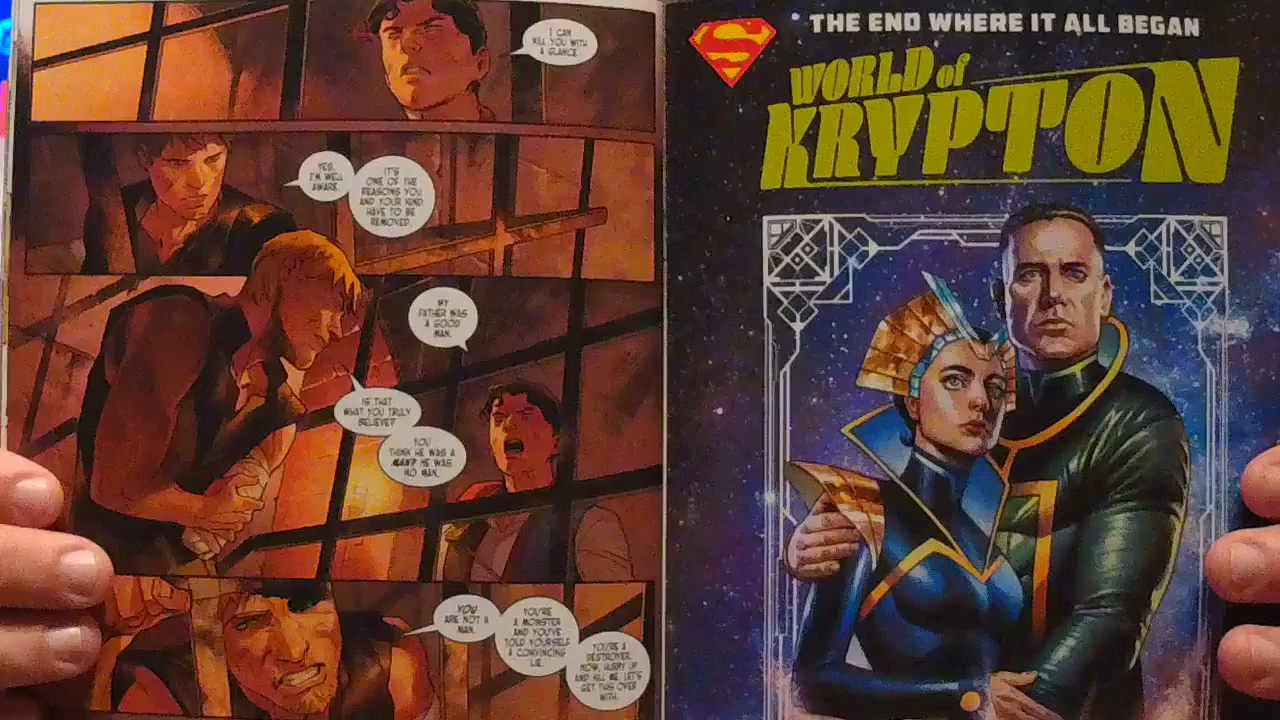 I CAN
KILL YOU WITH
A GLANCE.
YES,
I'M WELL
AWARE.
IT'S
ONE OF THE
REASONS YOU
AND YOUR KIND
HAVE TO BE
REMOVED.
MY
FATHER WAS
A GOOD
MAN.
IS THAT
WHAT YOU TRULY
BELIEVE?
YOU
THINK HE WAS A
MAN? HE WAS
NO MAN.
YOU
ARE NOT A
MAN.
YOU'RE
A MONSTER
AND YOU'VE
TOLD YOURSELF
A CONVINCING
LIE.
YOU'RE A
DESTROYER.
NOW, HURRY UP
AND KILL ME. LET'S
GET THIS OVER
WITH.
S
THE END WHERE IT ALL BEGAN
WORLD of
KRYPTON